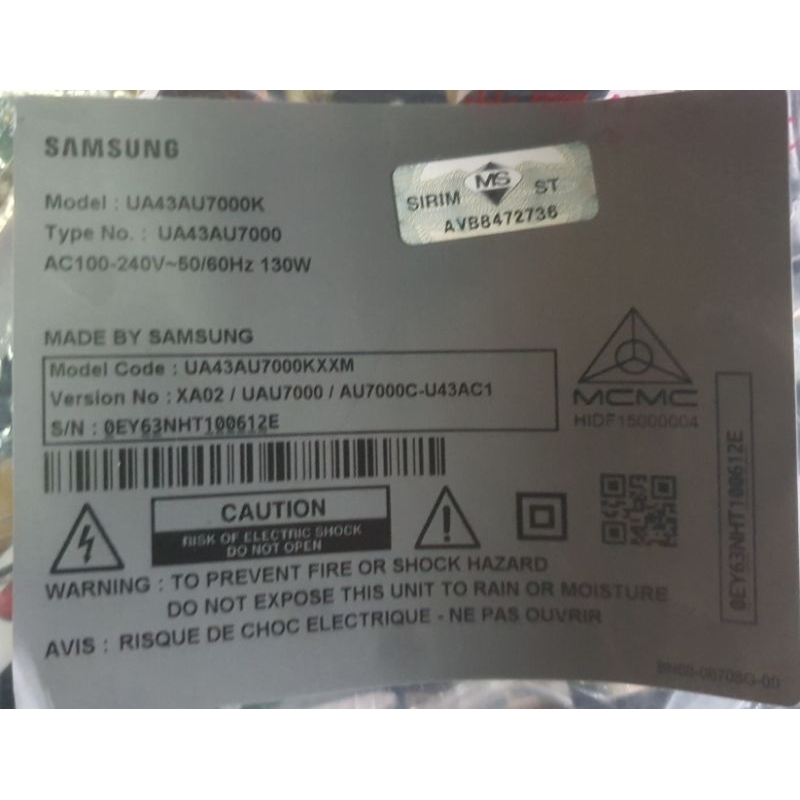 SAMSUNG
Model : UA43AU7000K
Type No. : UA43AU7000
AC100-240V~50/60Hz 130W
SIRIM MS ST
AVB8472736
MADE BY SAMSUNG
Model Code : UA43AU7000KXXM
Version No : XA02 / UAU7000 / AU7000C-U43AC1
S/N : 0EY63NHT100612E
MCMC
HIDF15000004
CAUTION
RISK OF ELECTRIC SHOCK
DO NOT OPEN
0EY63NHT100612E
WARNING : TO PREVENT FIRE OR SHOCK HAZARD
DO NOT EXPOSE THIS UNIT TO RAIN OR MOISTURE
AVIS : RISQUE DE CHOC ELECTRIQUE - NE PAS OUVRIR